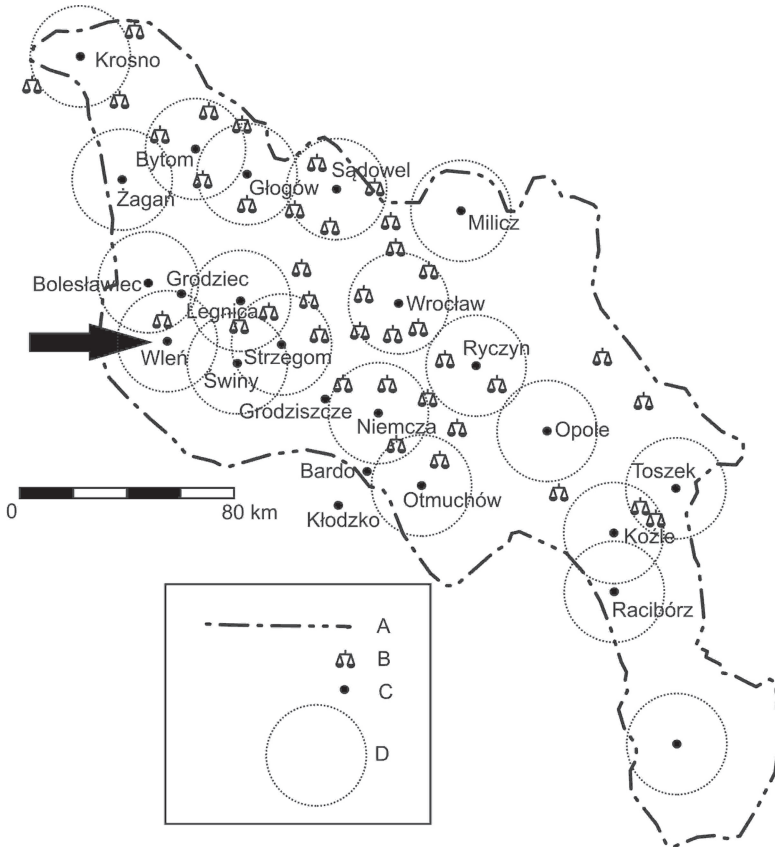 Krosno
Bytom
Żagań
Głogów
Sądowel
Milicz
Bolesławiec
Grodziec
Legnica
Wrocław
Wleń
Świny
Strzegom
Ryczyn
Grodziszcze
Niemcza
Opole
Bardo
Otmuchów
Toszek
0 80 km
Kłodzko
Koźle
Racibórz
A
B
C
D